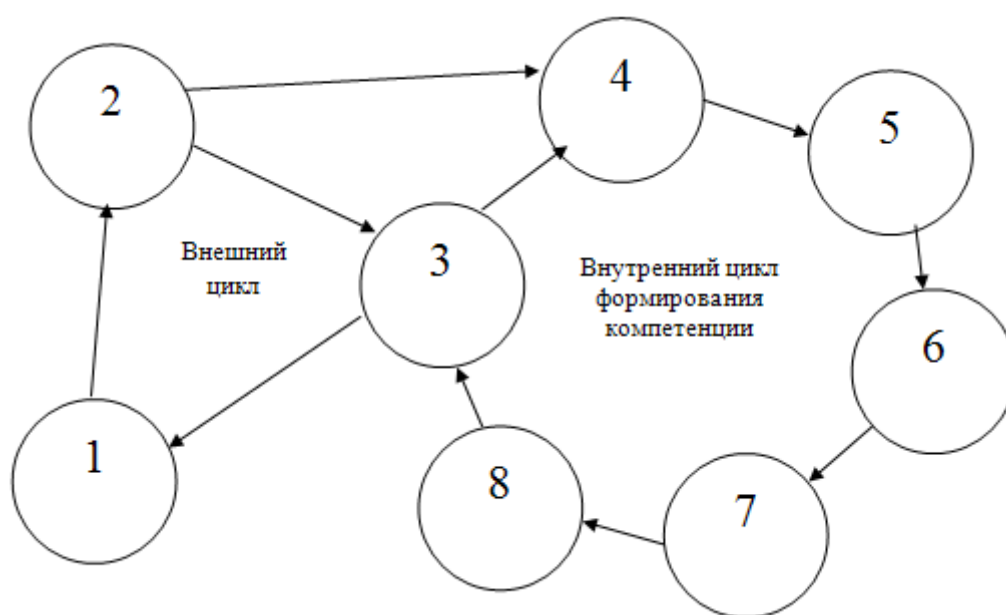 2
4
5
3
Внешний
цикл
Внутренний цикл
формирования
компетенции
6
1
8
7